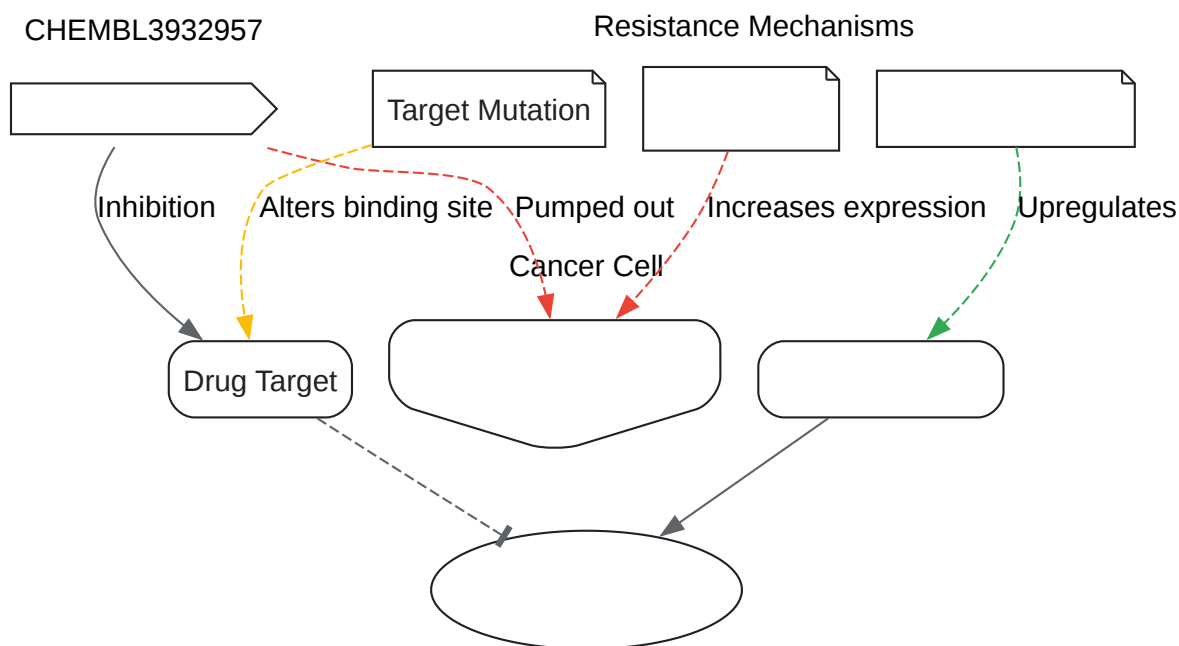 CHEMBL3932957
Resistance Mechanisms
Target Mutation
Inhibition
Alters binding site
Pumped out
Increases expression
Upregulates
Cancer Cell
Drug Target